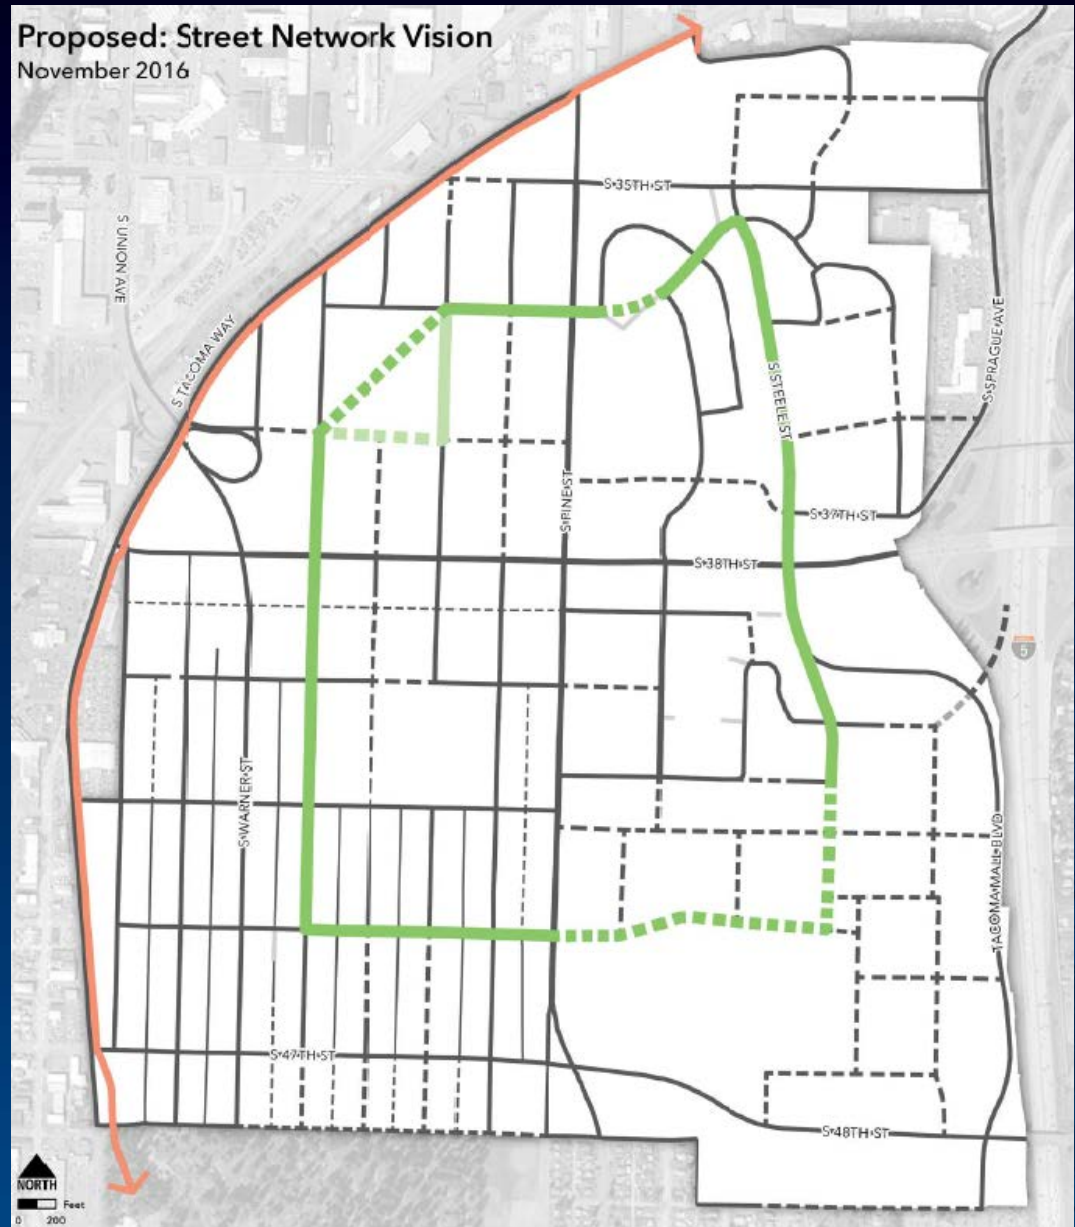 Proposed: Street Network Vision
November 2016
S 35TH ST
S UNION AVE
S TACOMA WAY
S SPRAGUE AVE
S STEELE ST
S PINE ST
S 37TH ST
S 38TH ST
5
S WARNER ST
TACOMA MALL BLVD
S 47TH ST
S 48TH ST
NORTH
Feet
0 200